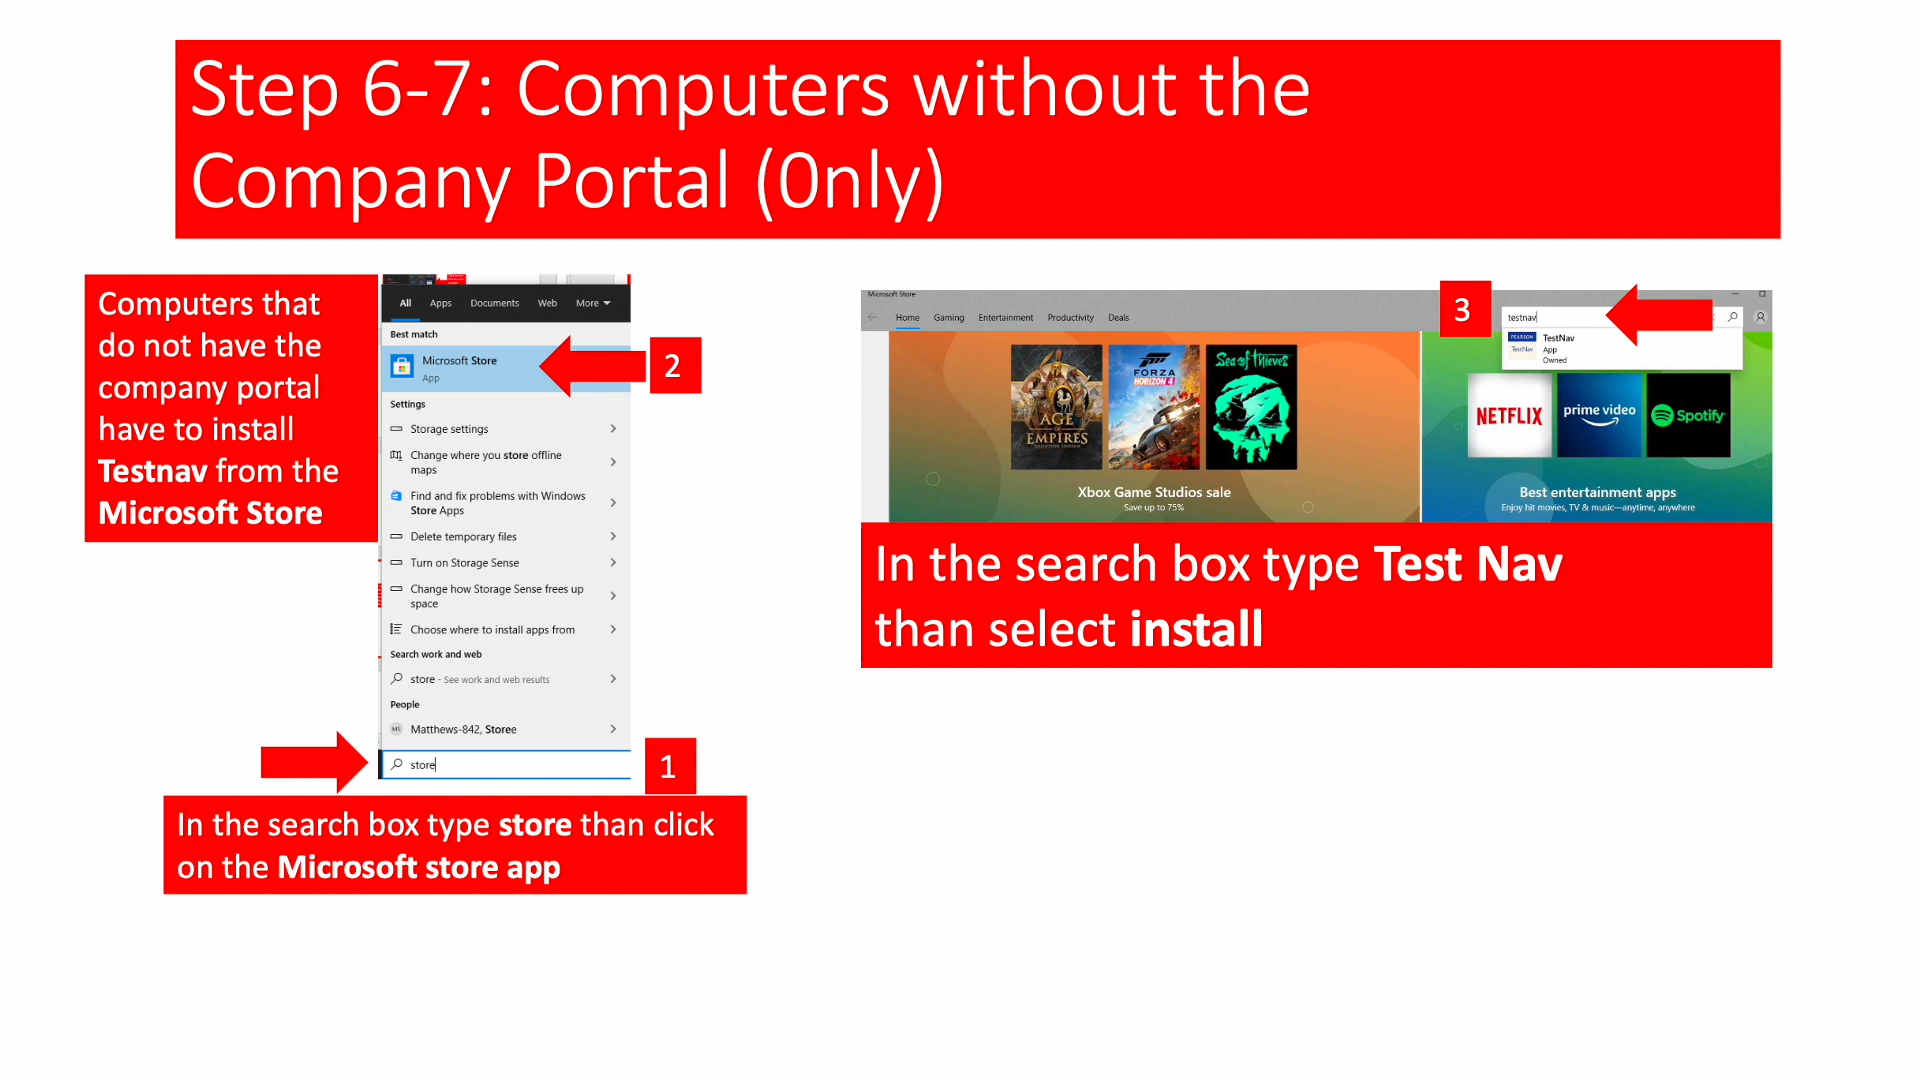 Step 6-7: Computers without the
Company Portal (0nly)
Computers that
do not have the
company portal
have to install
Testnav from the
Microsoft Store
All Apps Documents Web More
Best match
Microsoft Store
App
2
Settings
Storage settings
Change where you store offline
maps
Find and fix problems with Windows
Store Apps
Delete temporary files
Turn on Storage Sense
Change how Storage Sense frees up
space
Choose where to install apps from
Search work and web
store - See work and web results
People
MS Matthews-842, Storee
store
1
In the search box type store than click
on the Microsoft store app
Microsoft Store
3
Home Gaming Entertainment Productivity Deals
testnav
PEARSON
TestNav
TestNav
App
Owned
AGE
OF
EMPIRES
DEFINITIVE EDITION
FORZA
HORIZON 4
Sea of Thieves
NETFLIX
prime video
Spotify
Xbox Game Studios sale
Save up to 75%
Best entertainment apps
Enjoy hit movies, TV & music—anytime, anywhere
In the search box type Test Nav
than select install